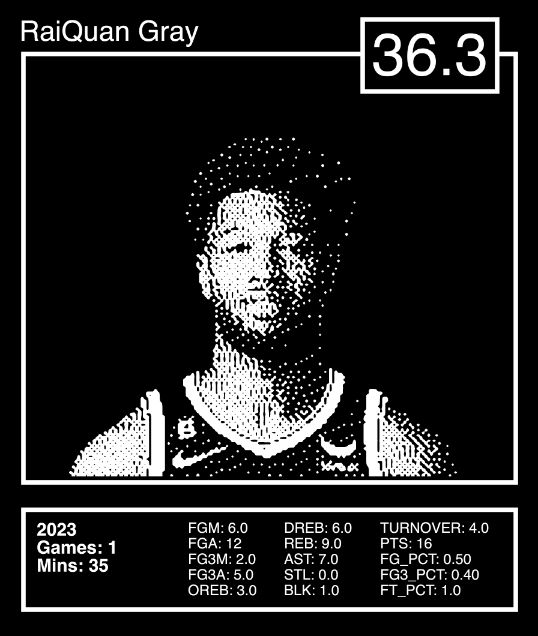 RaiQuan Gray
36.3
2023
Games: 1
Mins: 35
FGM: 6.0
FGA: 12
FG3M: 2.0
FG3A: 5.0
OREB: 3.0
DREB: 6.0
REB: 9.0
AST: 7.0
STL: 0.0
BLK: 1.0
TURNOVER: 4.0
PTS: 16
FG_PCT: 0.50
FG3_PCT: 0.40
FT_PCT: 1.0